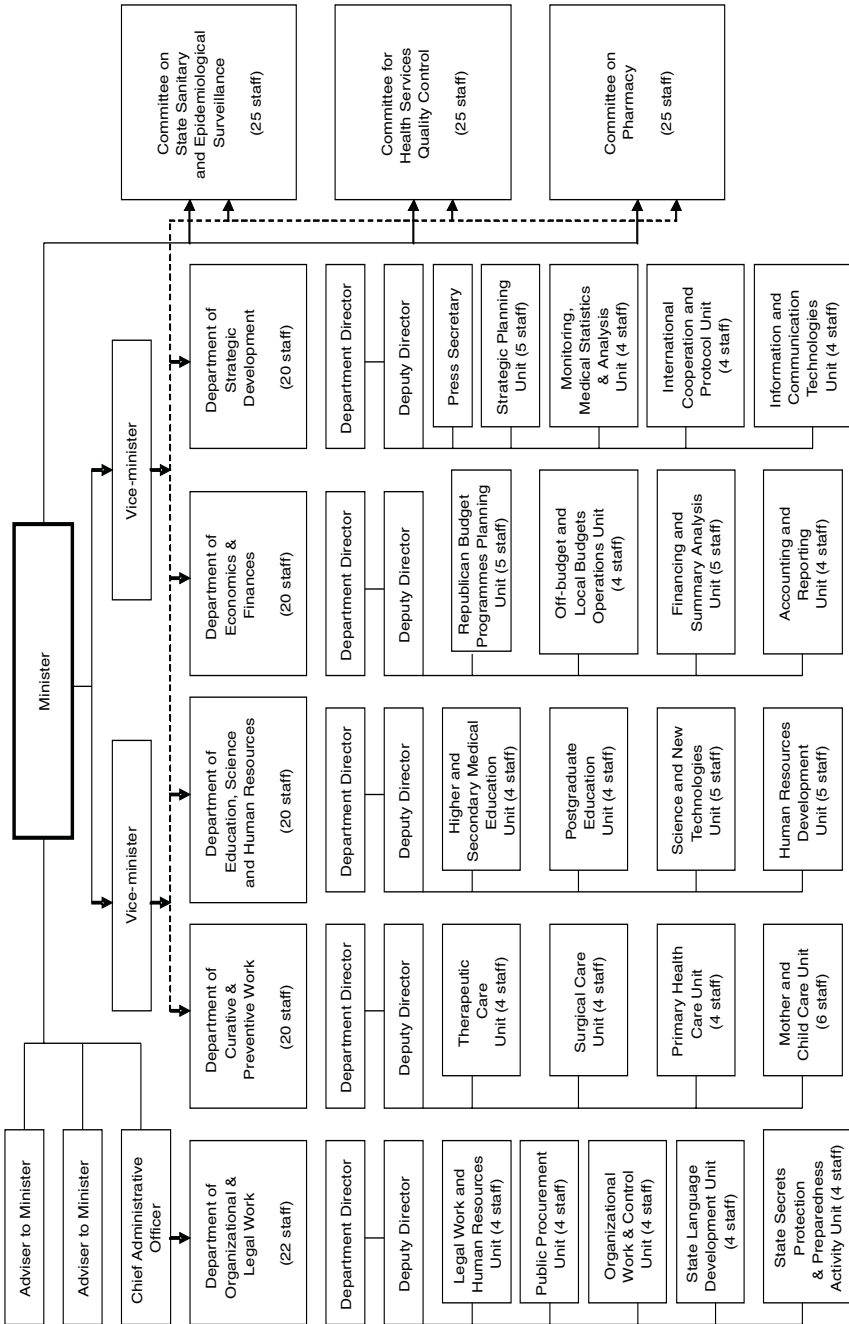 Minister
Adviser to Minister
Adviser to Minister
Chief Administrative
Officer
Vice-minister
Vice-minister
Department of
Organizational &
Legal Work
(22 staff)
Department Director
Deputy Director
Legal Work and
Human Resources
Unit (4 staff)
Public Procurement
Unit (4 staff)
Organizational
Work & Control
Unit (4 staff)
State Language
Development Unit
(4 staff)
State Secrets
Protection
& Preparedness
Activity Unit (4 staff)
Department of
Curative &
Preventive Work
(20 staff)
Department Director
Deputy Director
Therapeutic
Care
Unit (4 staff)
Surgical Care
Unit (4 staff)
Primary Health
Care Unit
(4 staff)
Mother and
Child Care Unit
(6 staff)
Department of
Education, Science
and Human Resources
(20 staff)
Department Director
Deputy Director
Higher and
Secondary Medical
Education
Unit (4 staff)
Postgraduate
Education
Unit (4 staff)
Science and New
Technologies
Unit (5 staff)
Human Resources
Development
Unit (5 staff)
Department of
Economics &
Finances
(20 staff)
Department Director
Deputy Director
Republican Budget
Programmes Planning
Unit (5 staff)
Off-budget and
Local Budgets
Operations Unit
(4 staff)
Financing and
Summary Analysis
Unit (5 staff)
Accounting and
Reporting
Unit (4 staff)
Department of
Strategic
Development
(20 staff)
Department Director
Deputy Director
Press Secretary
Strategic Planning
Unit (5 staff)
Monitoring,
Medical Statistics
& Analysis
Unit (4 staff)
International
Cooperation and
Protocol Unit
(4 staff)
Information and
Communication
Technologies
Unit (4 staff)
Committee on
State Sanitary
and Epidemiological
Surveillance
(25 staff)
Committee for
Health Services
Quality Control
(25 staff)
Committee on
Pharmacy
(25 staff)